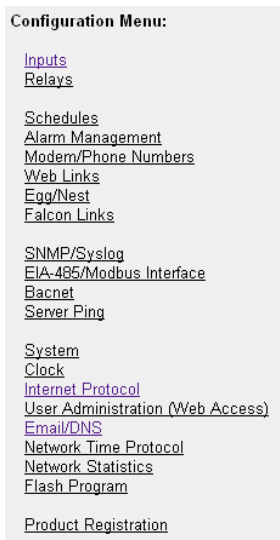 Configuration Menu:
Inputs
Relays
Schedules
Alarm Management
Modem/Phone Numbers
Web Links
Egg/Nest
Falcon Links
SNMP/Syslog
EIA-485/Modbus Interface
Bacnet
Server Ping
System
Clock
Internet Protocol
User Administration (Web Access)
Email/DNS
Network Time Protocol
Network Statistics
Flash Program
Product Registration